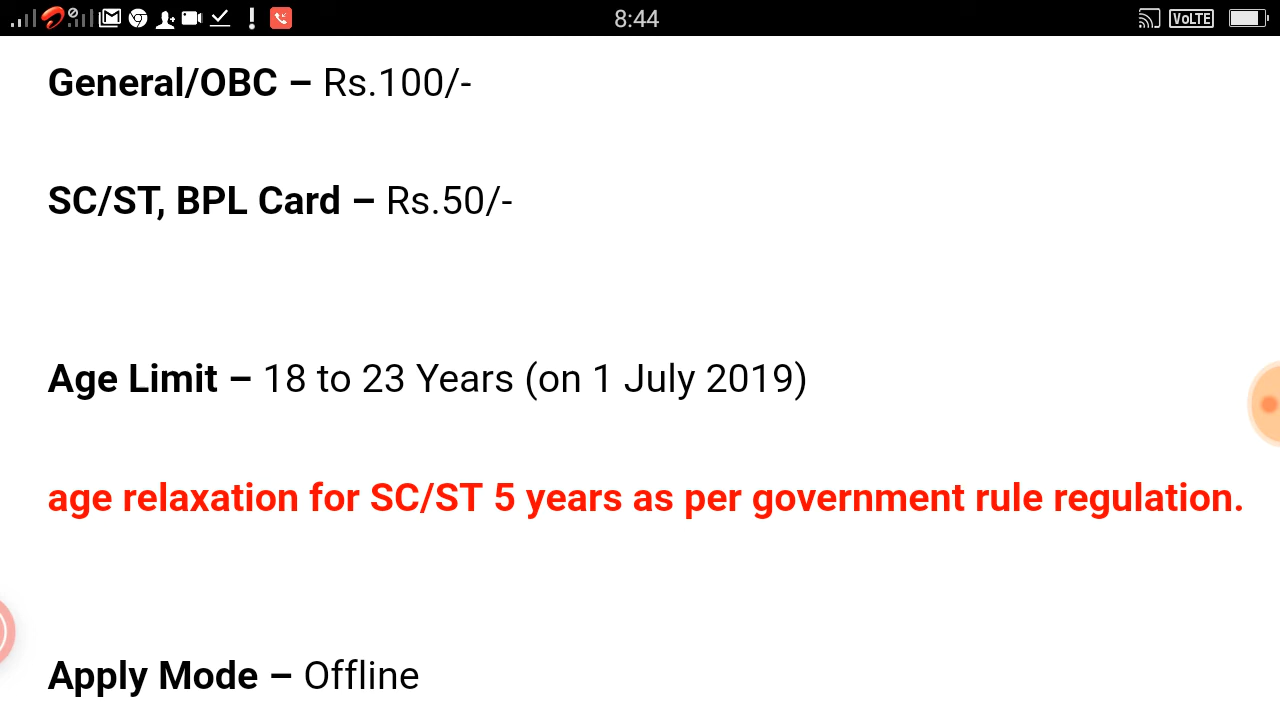 8:44
VoLTE
General/OBC – Rs.100/-
SC/ST, BPL Card – Rs.50/-
Age Limit – 18 to 23 Years (on 1 July 2019)
age relaxation for SC/ST 5 years as per government rule regulation.
Apply Mode – Offline